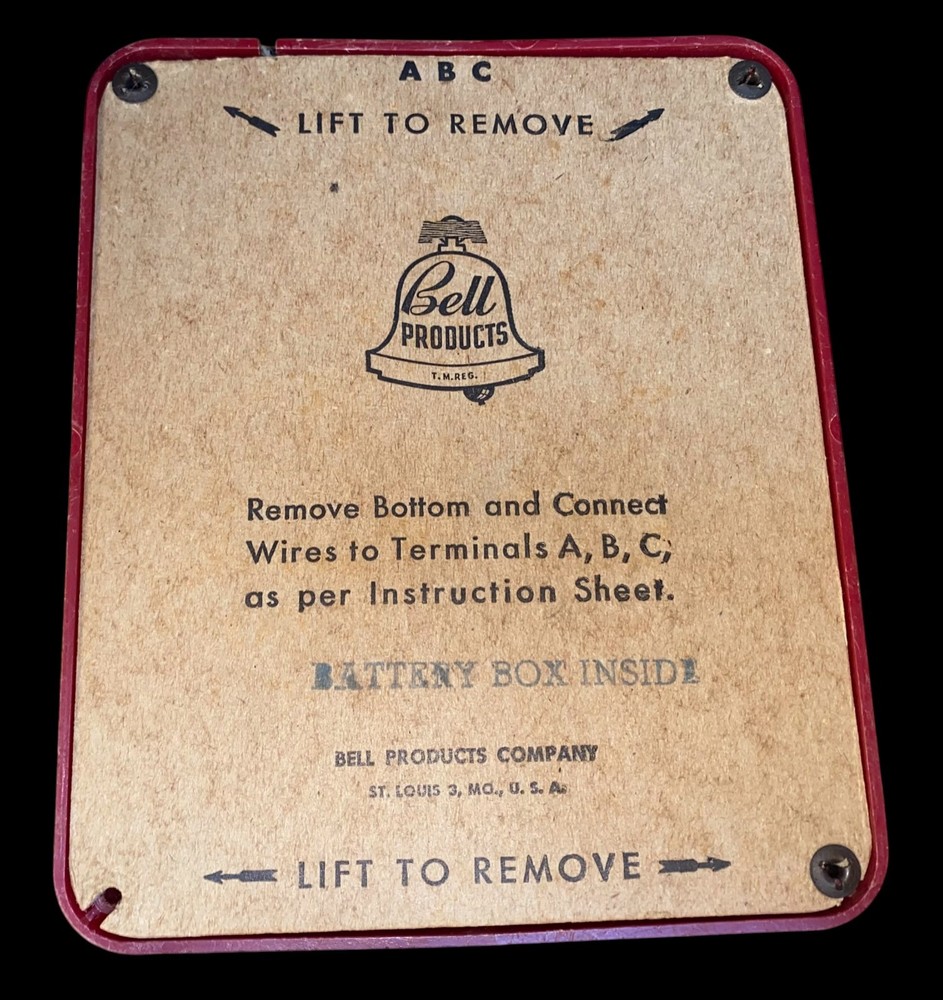 A B C
LIFT TO REMOVE
Bell
PRODUCTS
T.M.REG.
Remove Bottom and Connect
Wires to Terminals A, B, C,
as per Instruction Sheet.
BATTERY BOX INSIDE
BELL PRODUCTS COMPANY
ST. LOUIS 3, MO., U. S. A.
LIFT TO REMOVE